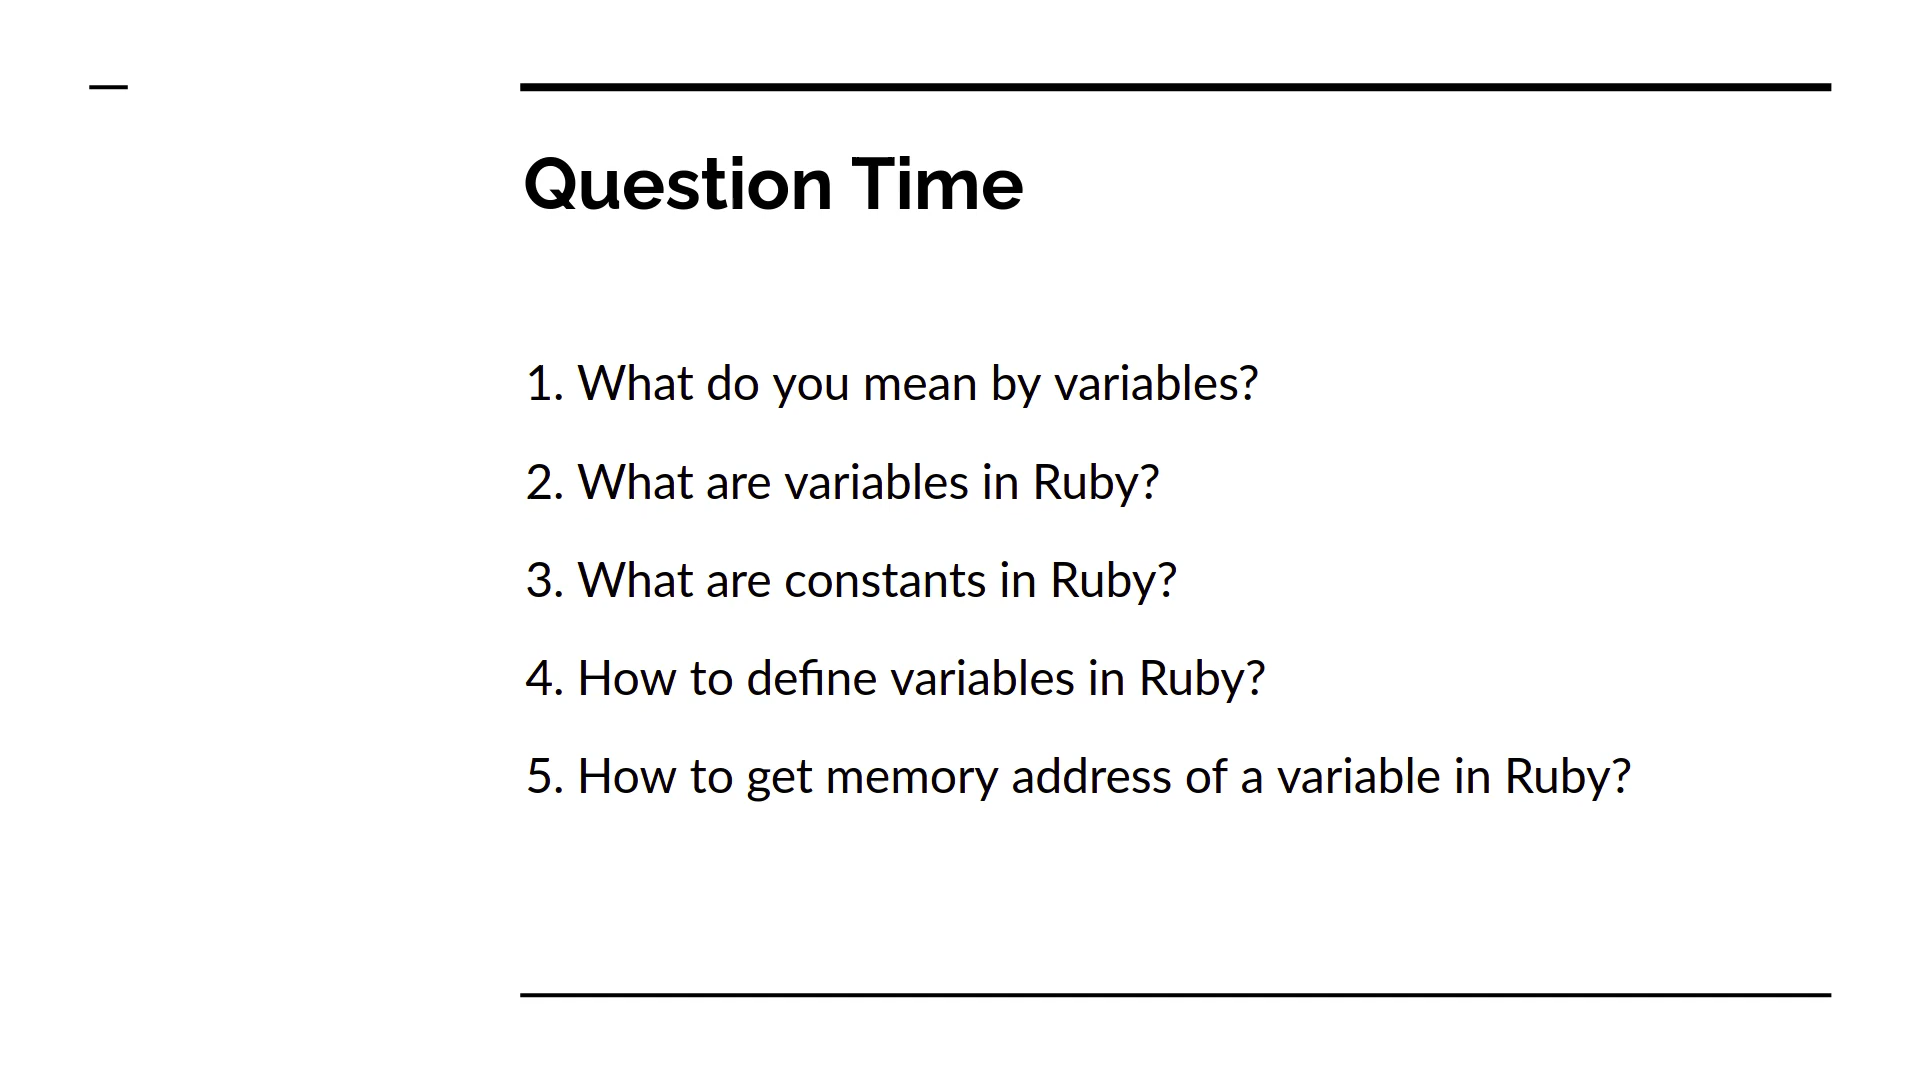 Question Time
1. What do you mean by variables?
2. What are variables in Ruby?
3. What are constants in Ruby?
4. How to define variables in Ruby?
5. How to get memory address of a variable in Ruby?